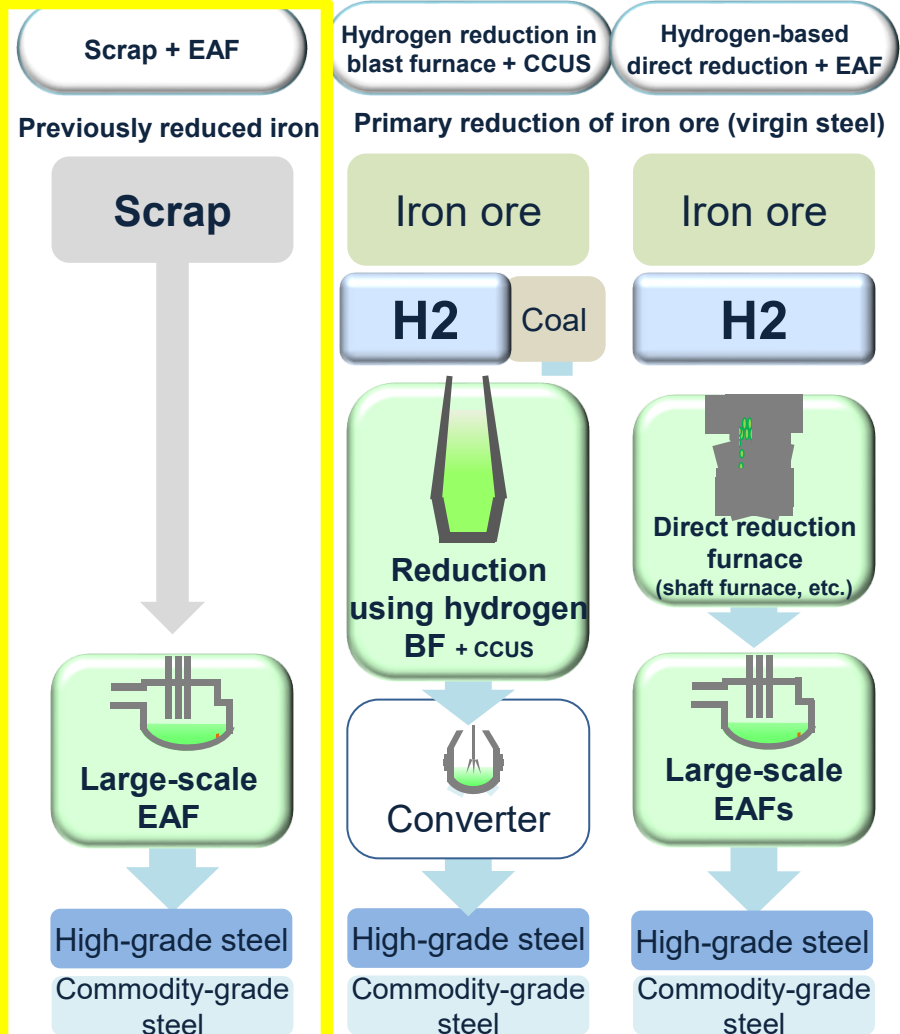 Scrap + EAF
Previously reduced iron
Scrap
Large-scale
EAF
High-grade steel
Commodity-grade
steel
Hydrogen reduction in
blast furnace + CCUS
Hydrogen-based
direct reduction + EAF
Primary reduction of iron ore (virgin steel)
Iron ore
H2
Coal
Reduction
using hydrogen
BF + CCUS
Converter
High-grade steel
Commodity-grade
steel
Iron ore
H2
Direct reduction
furnace
(shaft furnace, etc.)
Large-scale
EAFs
High-grade steel
Commodity-grade
steel